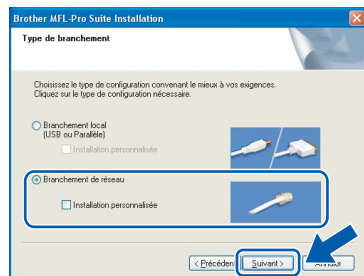 Brother MFL-Pro Suite Installation
Type de branchement
Choisissez le type de configuration convenant le mieux à vos exigences.
Cliquez sur le type de configuration nécessaire.
Branchement local
(USB ou Parallèle)
Installation personnalisée
Branchement de réseau
Installation personnalisée
< Précéden Suivant > Annuler